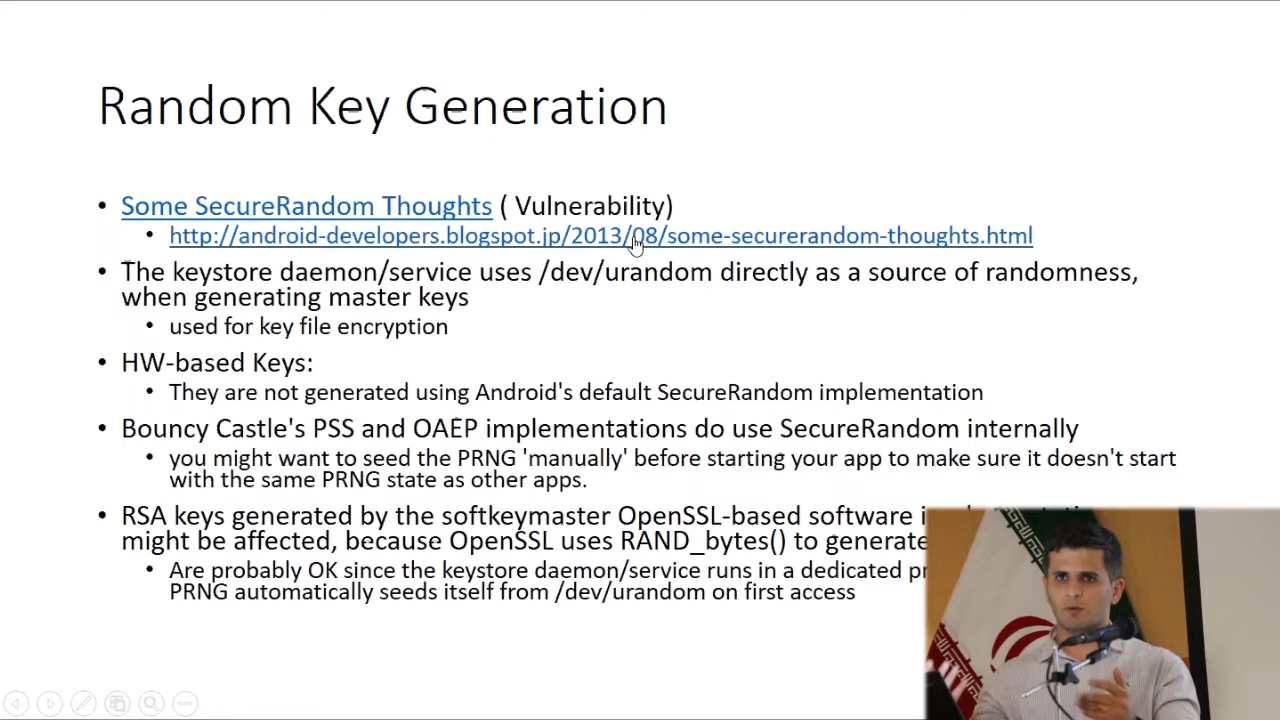 Random Key Generation
• Some SecureRandom Thoughts ( Vulnerability)
• http://android-developers.blogspot.jp/2013/08/some-securerandom-thoughts.html
• The keystore daemon/service uses /dev/urandom directly as a source of randomness,
when generating master keys
• used for key file encryption
• HW-based Keys:
• They are not generated using Android's default SecureRandom implementation
• Bouncy Castle's PSS and OAEP implementations do use SecureRandom internally
• you might want to seed the PRNG 'manually' before starting your app to make sure it doesn't start
with the same PRNG state as other apps.
• RSA keys generated by the softkeymaster OpenSSL-based software
might be affected, because OpenSSL uses RAND_bytes() to generate
• Are probably OK since the keystore daemon/service runs in a dedicated
PRNG automatically seeds itself from /dev/urandom on first access